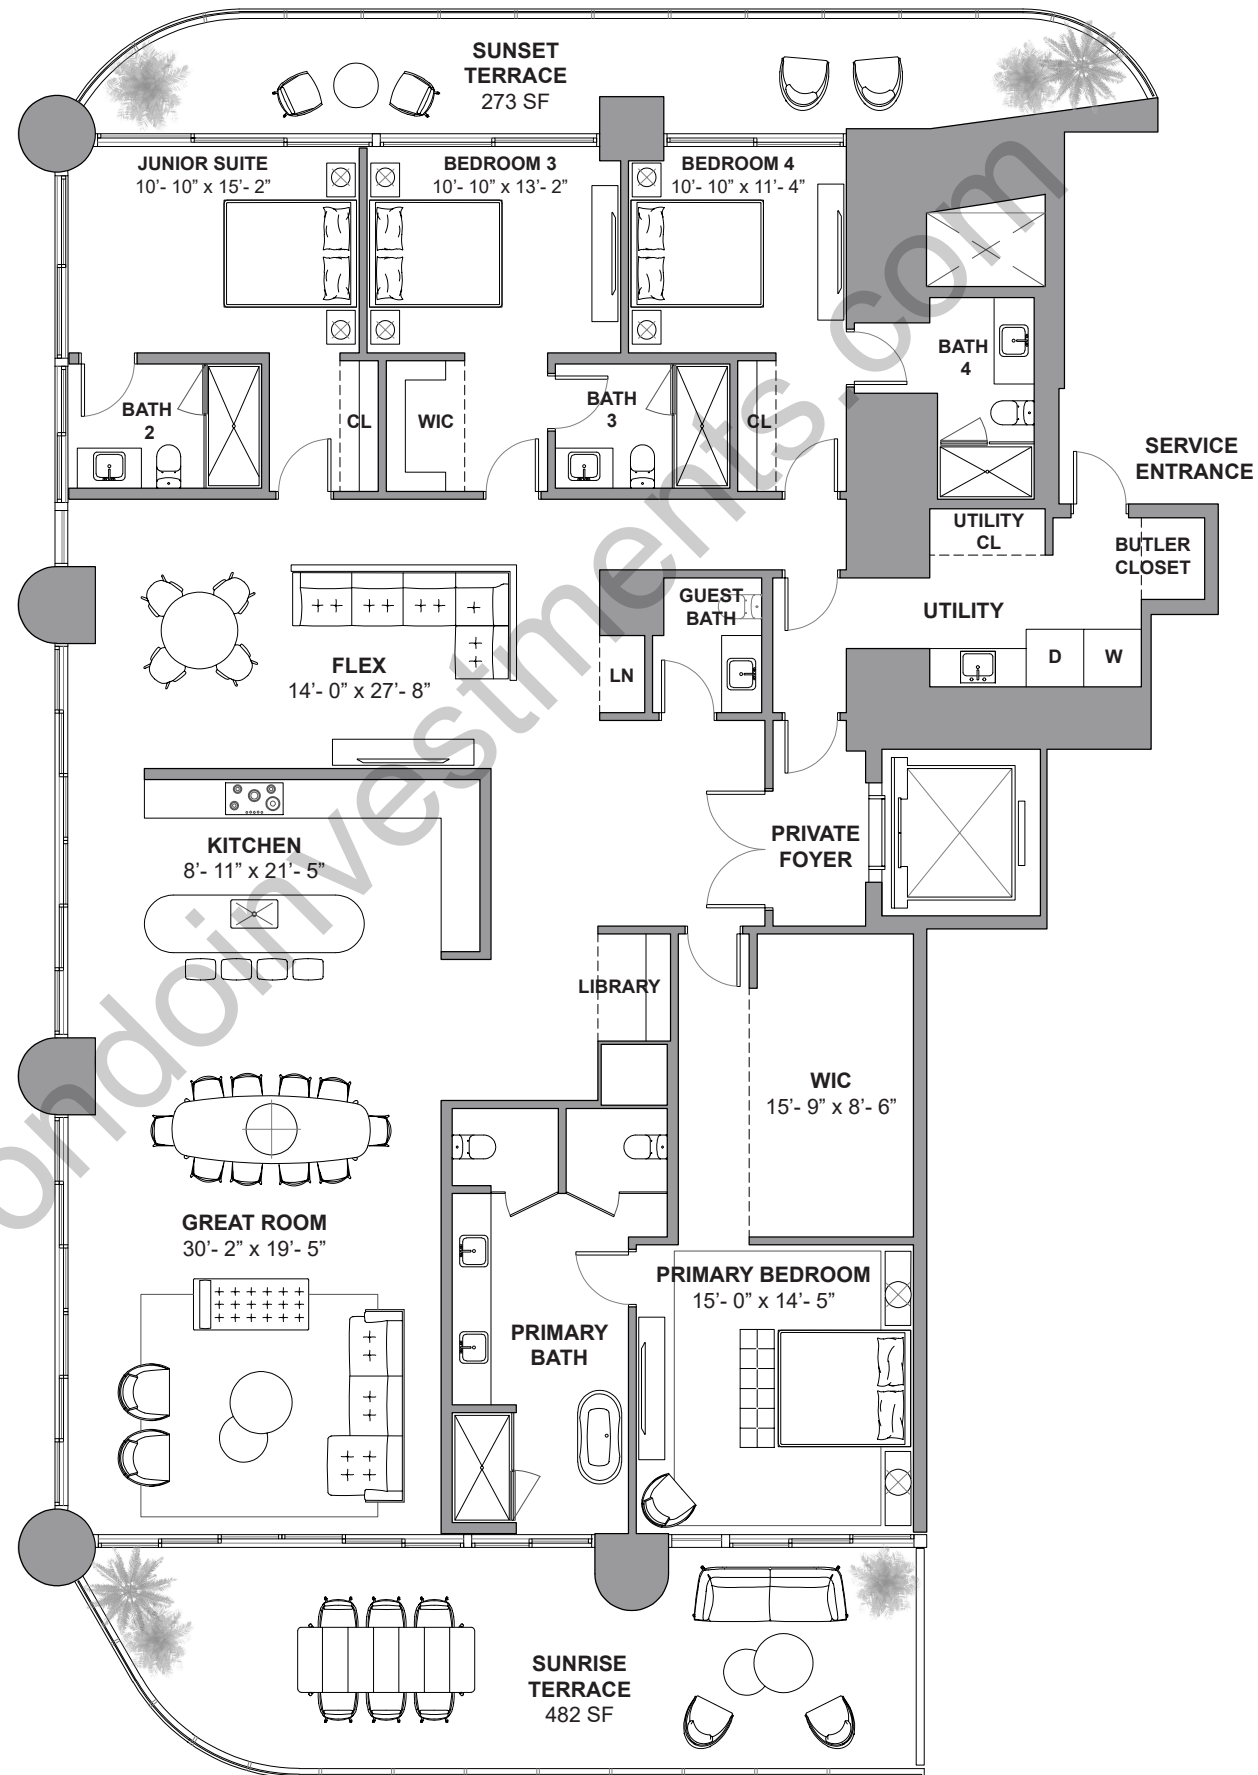 SUNSET
TERRACE
273 SF
JUNIOR SUITE
10'- 10” x 15'- 2”
BEDROOM 3
10'- 10” x 13'- 2”
BEDROOM 4
10'- 10” x 11'- 4”
BATH
2
CL
WIC
BATH
3
CL
BATH
4
SERVICE
ENTRANCE
UTILITY
CL
BUTLER
CLOSET
GUEST
BATH
UTILITY
FLEX
14'- 0” x 27'- 8”
LN
D
W
KITCHEN
8'- 11” x 21'- 5”
PRIVATE
FOYER
LIBRARY
WIC
15'- 9” x 8'- 6”
GREAT ROOM
30'- 2” x 19'- 5”
PRIMARY BEDROOM
15'- 0” x 14'- 5”
PRIMARY
BATH
SUNRISE
TERRACE
482 SF
ondoinvestments.com